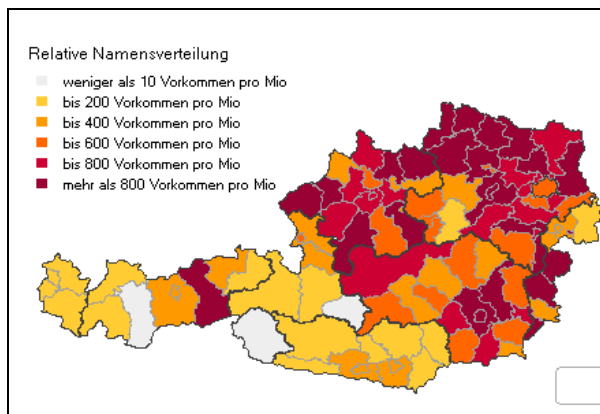 Relative Namensverteilung
weniger als 10 Vorkommen pro Mio
bis 200 Vorkommen pro Mio
bis 400 Vorkommen pro Mio
bis 600 Vorkommen pro Mio
bis 800 Vorkommen pro Mio
mehr als 800 Vorkommen pro Mio